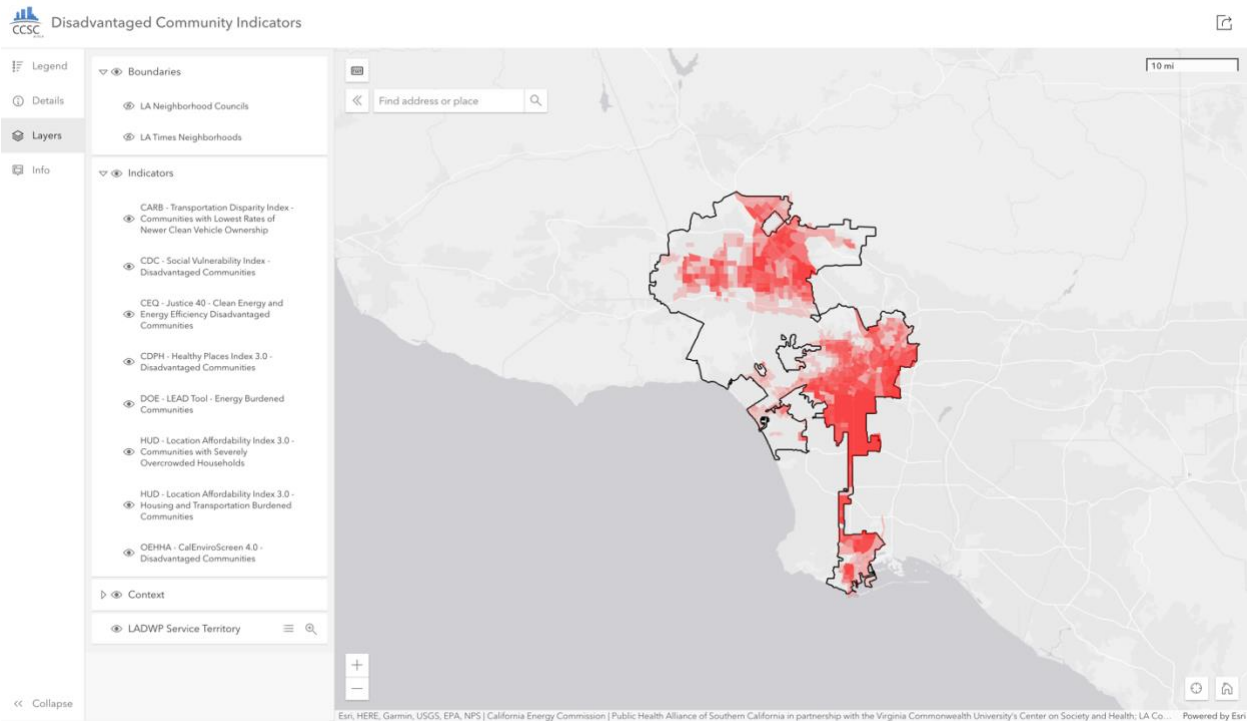 CCSC
Disadvantaged Community Indicators
Legend
Details
Layers
Info
Boundaries
LA Neighborhood Councils
LA Times Neighborhoods
Indicators
CARB - Transportation Disparity Index -
Communities with Lowest Rates of
Newer Clean Vehicle Ownership
CDC - Social Vulnerability Index -
Disadvantaged Communities
CEQ - Justice 40 - Clean Energy and
Energy Efficiency Disadvantaged
Communities
CDPH - Healthy Places Index 3.0 -
Disadvantaged Communities
DOE - LEAD Tool - Energy Burdened
Communities
HUD - Location Affordability Index 3.0 -
Communities with Severely
Overcrowded Households
HUD - Location Affordability Index 3.0 -
Housing and Transportation Burdened
Communities
OEHHA - CalEnviroScreen 4.0 -
Disadvantaged Communities
Context
LADWP Service Territory
Collapse
Find address or place
10 mi
Esri, HERE, Garmin, USGS, EPA, NPS | California Energy Commission | Public Health Alliance of Southern California in partnership with the Virginia Commonwealth University's Center on Society and Health; LA Co... Powered by Esri